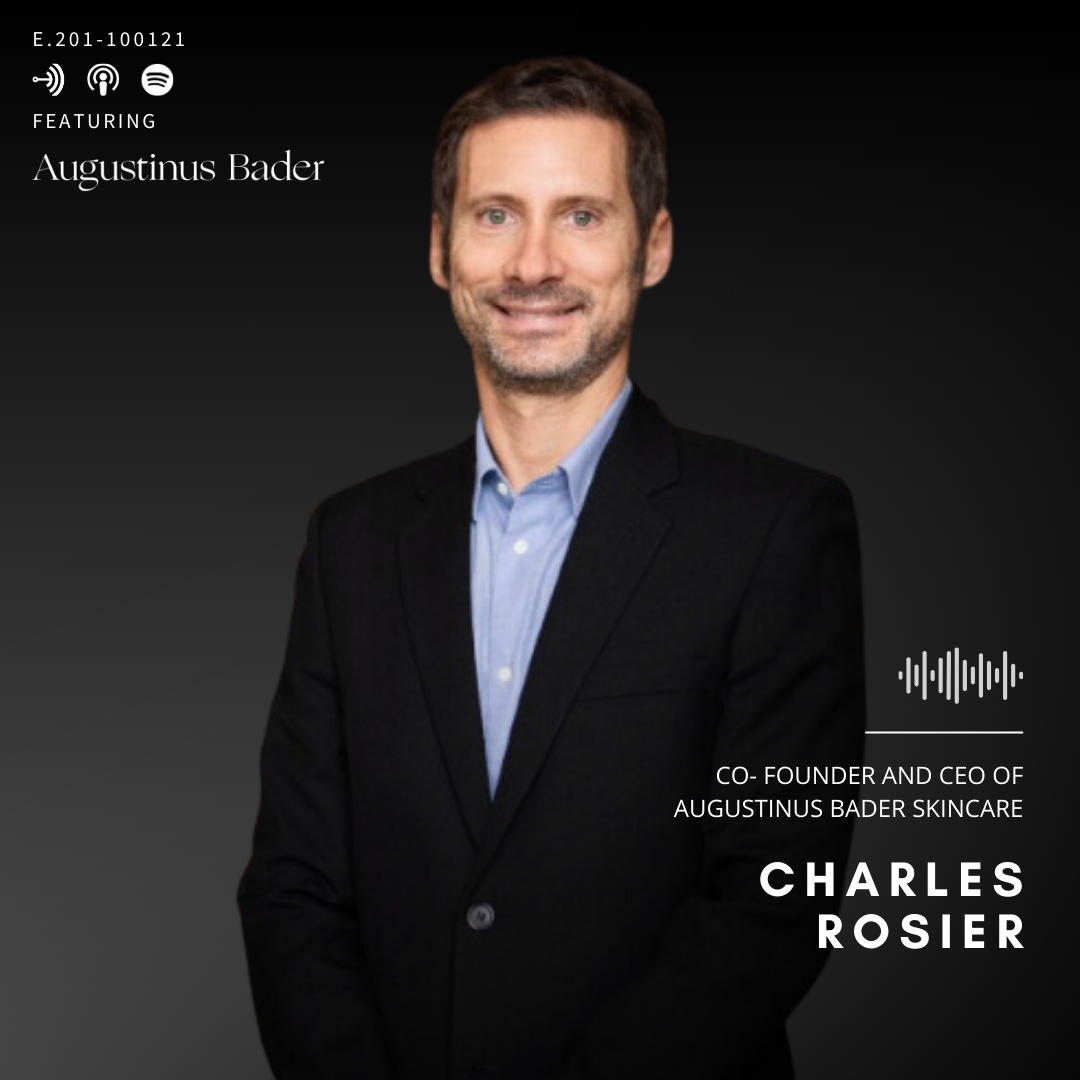 E.201-100121
FEATURING
Augustinus Bader
CO- FOUNDER AND CEO OF
AUGUSTINUS BADER SKINCARE
CHARLES
ROSIER